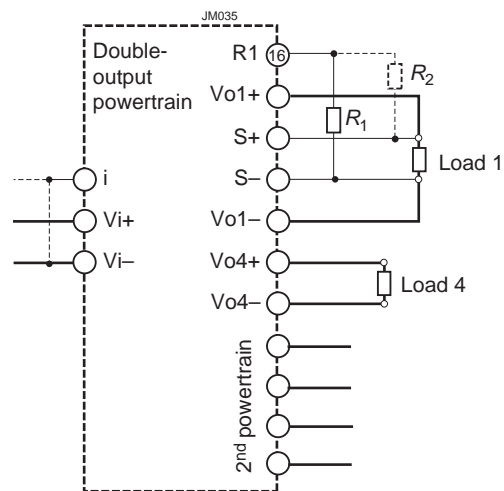 JM035
Double-
output
powertrain
R1
16
R2
Vo1+
R1
S+
Load 1
i
S–
Vi+
Vo1–
Vi–
Vo4+
Load 4
Vo4–
2nd powertrain